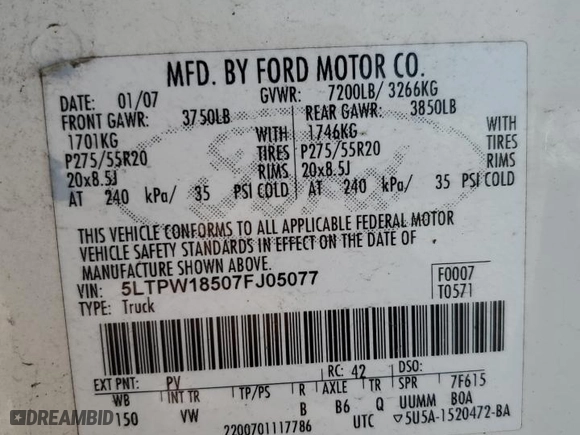 MFD. BY FORD MOTOR CO.
DATE: 01/07 GVWR: 7200LB/ 3266KG
FRONT GAWR: 3750LB REAR GAWR: 3850LB
1701KG WITH 1746KG WITH
P275/55R20 TIRES P275/55R20 TIRES
20x8.5J RIMS 20x8.5J RIMS
AT 240 kPa/ 35 PSI COLD AT 240 kPa/ 35 PSI COLD
THIS VEHICLE CONFORMS TO ALL APPLICABLE FEDERAL MOTOR
VEHICLE SAFETY STANDARDS IN EFFECT ON THE DATE OF
MANUFACTURE SHOWN ABOVE.
VIN: 5LTPW18507FJ05077 F0007
TYPE: Truck T0571
EXT PNT: PV RC: 42 DSO:
WB INT TR TP/PS R AXLE TR SPR 7F615
150 VW B B6 Q UUMM BOA
2200701117786 UTC ▽5U5A-1520472-BA
IAAI DEMBID